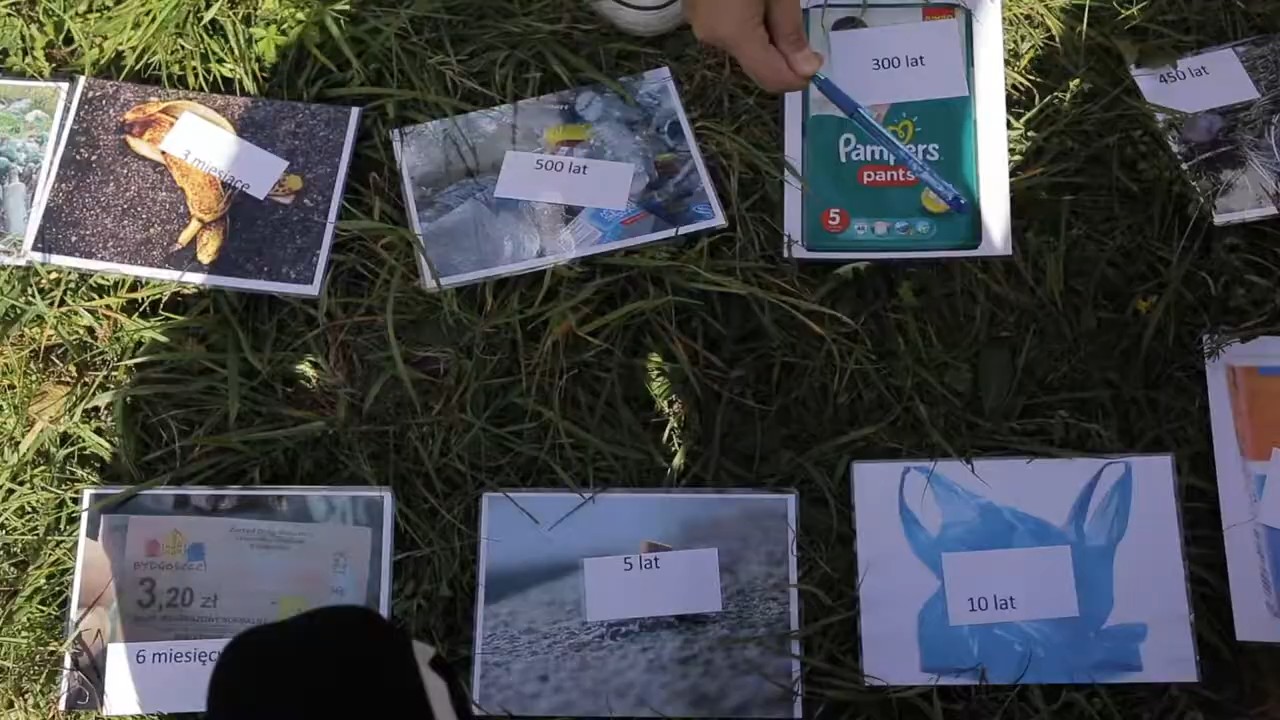 3 miesiące
500 lat
300 lat
Pampers
pants
5
450 lat
BYDGOSZCZ
3,20 zł
6 miesięcy
5 lat
10 lat